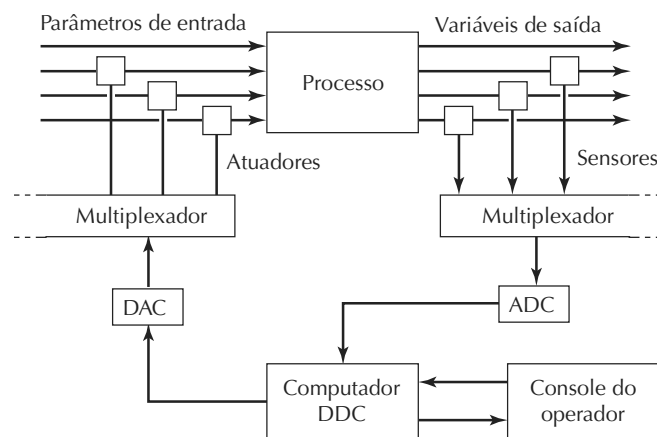 Parâmetros de entrada
Variáveis de saída
Processo
Atuadores
Sensores
Multiplexador
Multiplexador
DAC
ADC
Computador
DDC
Console do
operador